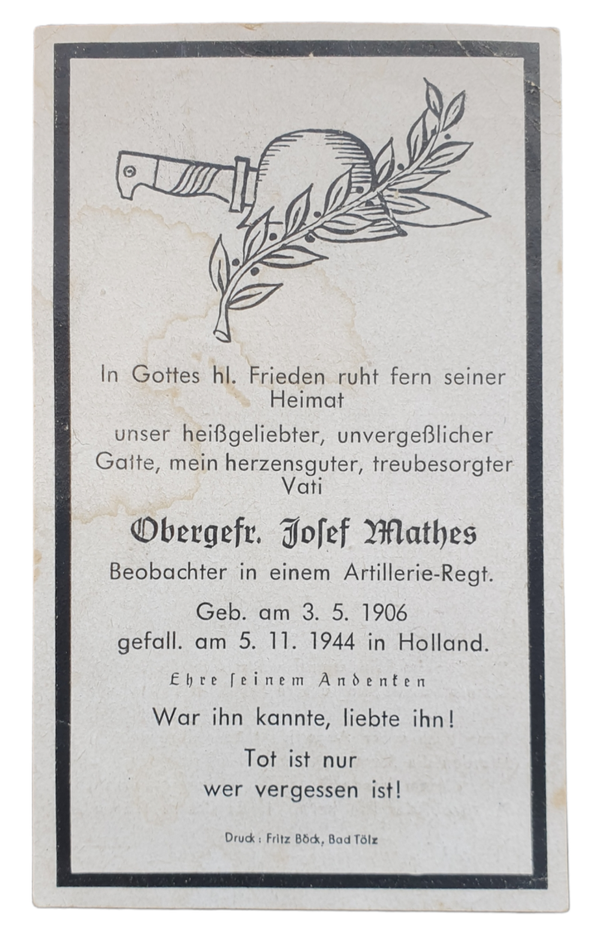 In Gottes hl. Frieden ruht fern seiner
Heimat
unser heißgeliebter, unvergeßlicher
Gatte, mein herzensguter, treubesorgter
Vati
Obergefr. Josef Mathes
Beobachter in einem Artillerie-Regt.
Geb. am 3. 5. 1906
gefall. am 5. 11. 1944 in Holland.
Ehre seinem Andenken
War ihn kannte, liebte ihn!
Tot ist nur
wer vergessen ist!
Druck: Fritz Böck, Bad Tölz